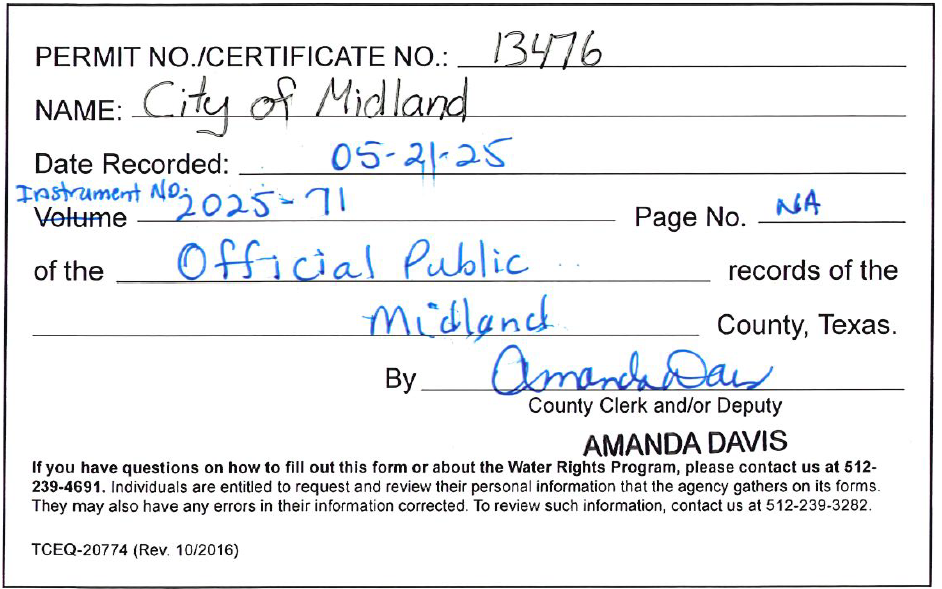 PERMIT NO./CERTIFICATE NO.: 13476
NAME: City of Midland
Date Recorded: 05-21-25
Instrument No.
Volume 2025-71 Page No. NA
of the Official Public records of the
Midland County, Texas.
By Amanda Davis
County Clerk and/or Deputy
AMANDA DAVIS
If you have questions on how to fill out this form or about the Water Rights Program, please contact us at 512-
239-4691. Individuals are entitled to request and review their personal information that the agency gathers on its forms.
They may also have any errors in their information corrected. To review such information, contact us at 512-239-3282.
TCEQ-20774 (Rev. 10/2016)